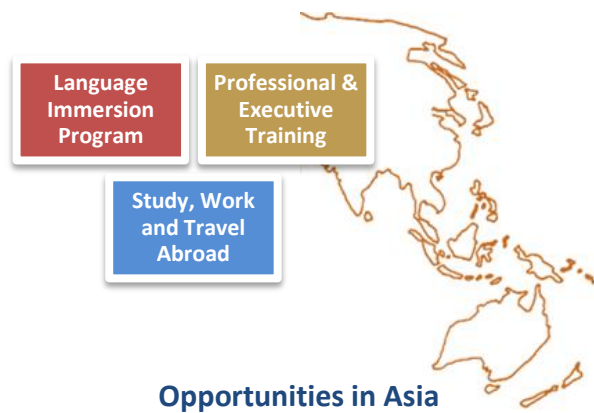 Language
Immersion
Program
Professional &
Executive
Training
Study, Work
and Travel
Abroad
Opportunities in Asia